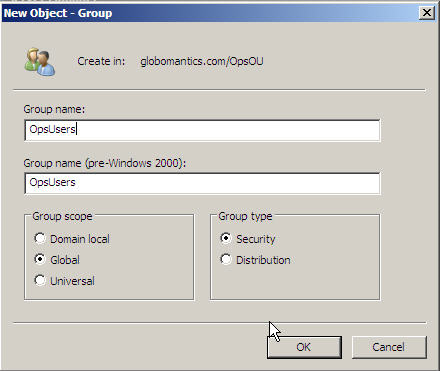 New Object - Group
Create in: globomantics.com/OpsOU
Group name:
OpsUsers
Group name (pre-Windows 2000):
OpsUsers
Group scope
Domain local
Global
Universal
Group type
Security
Distribution
OK
Cancel